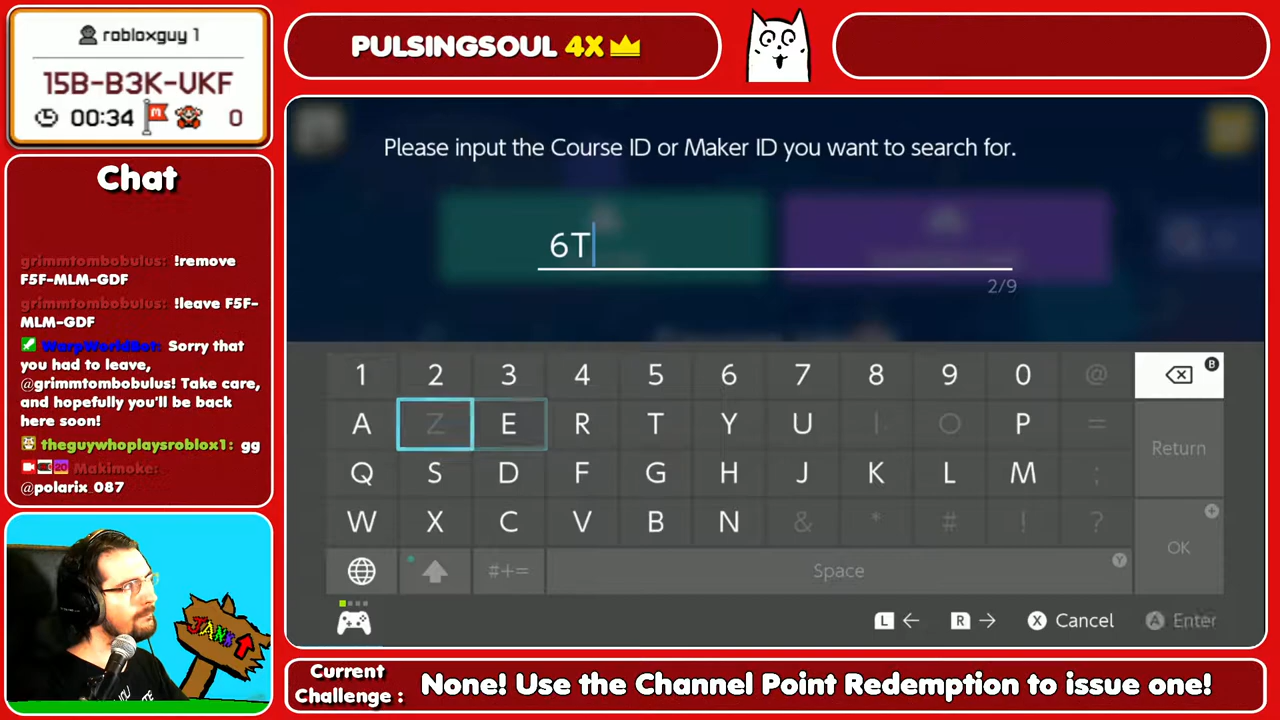 robloxguy 1
15B-B3K-UKF
00:34
M
0
PULSINGSOUL 4X
Chat
grimmtombobulus: !remove
F5F-MLM-GDF
grimmtombobulus: !leave F5F-
MLM-GDF
WarpWorldBot: Sorry that
you had to leave,
@grimmtombobulus! Take care,
and hopefully you'll be back
here soon!
theguywhoplaysroblox1: gg
20 Makimoke:
@polarix_087
Please input the Course ID or Maker ID you want to search for.
6T
2/9
1 2 3 4 5 6 7 8 9 0 @
B
A Z E R T Y U I O P =
Return
Q S D F G H J K L M ;
W X C V B N & * # ! ?
+
OK
#+= Space Y
L ← R → X Cancel A Enter
JANK
Current
Challenge :
None! Use the Channel Point Redemption to issue one!